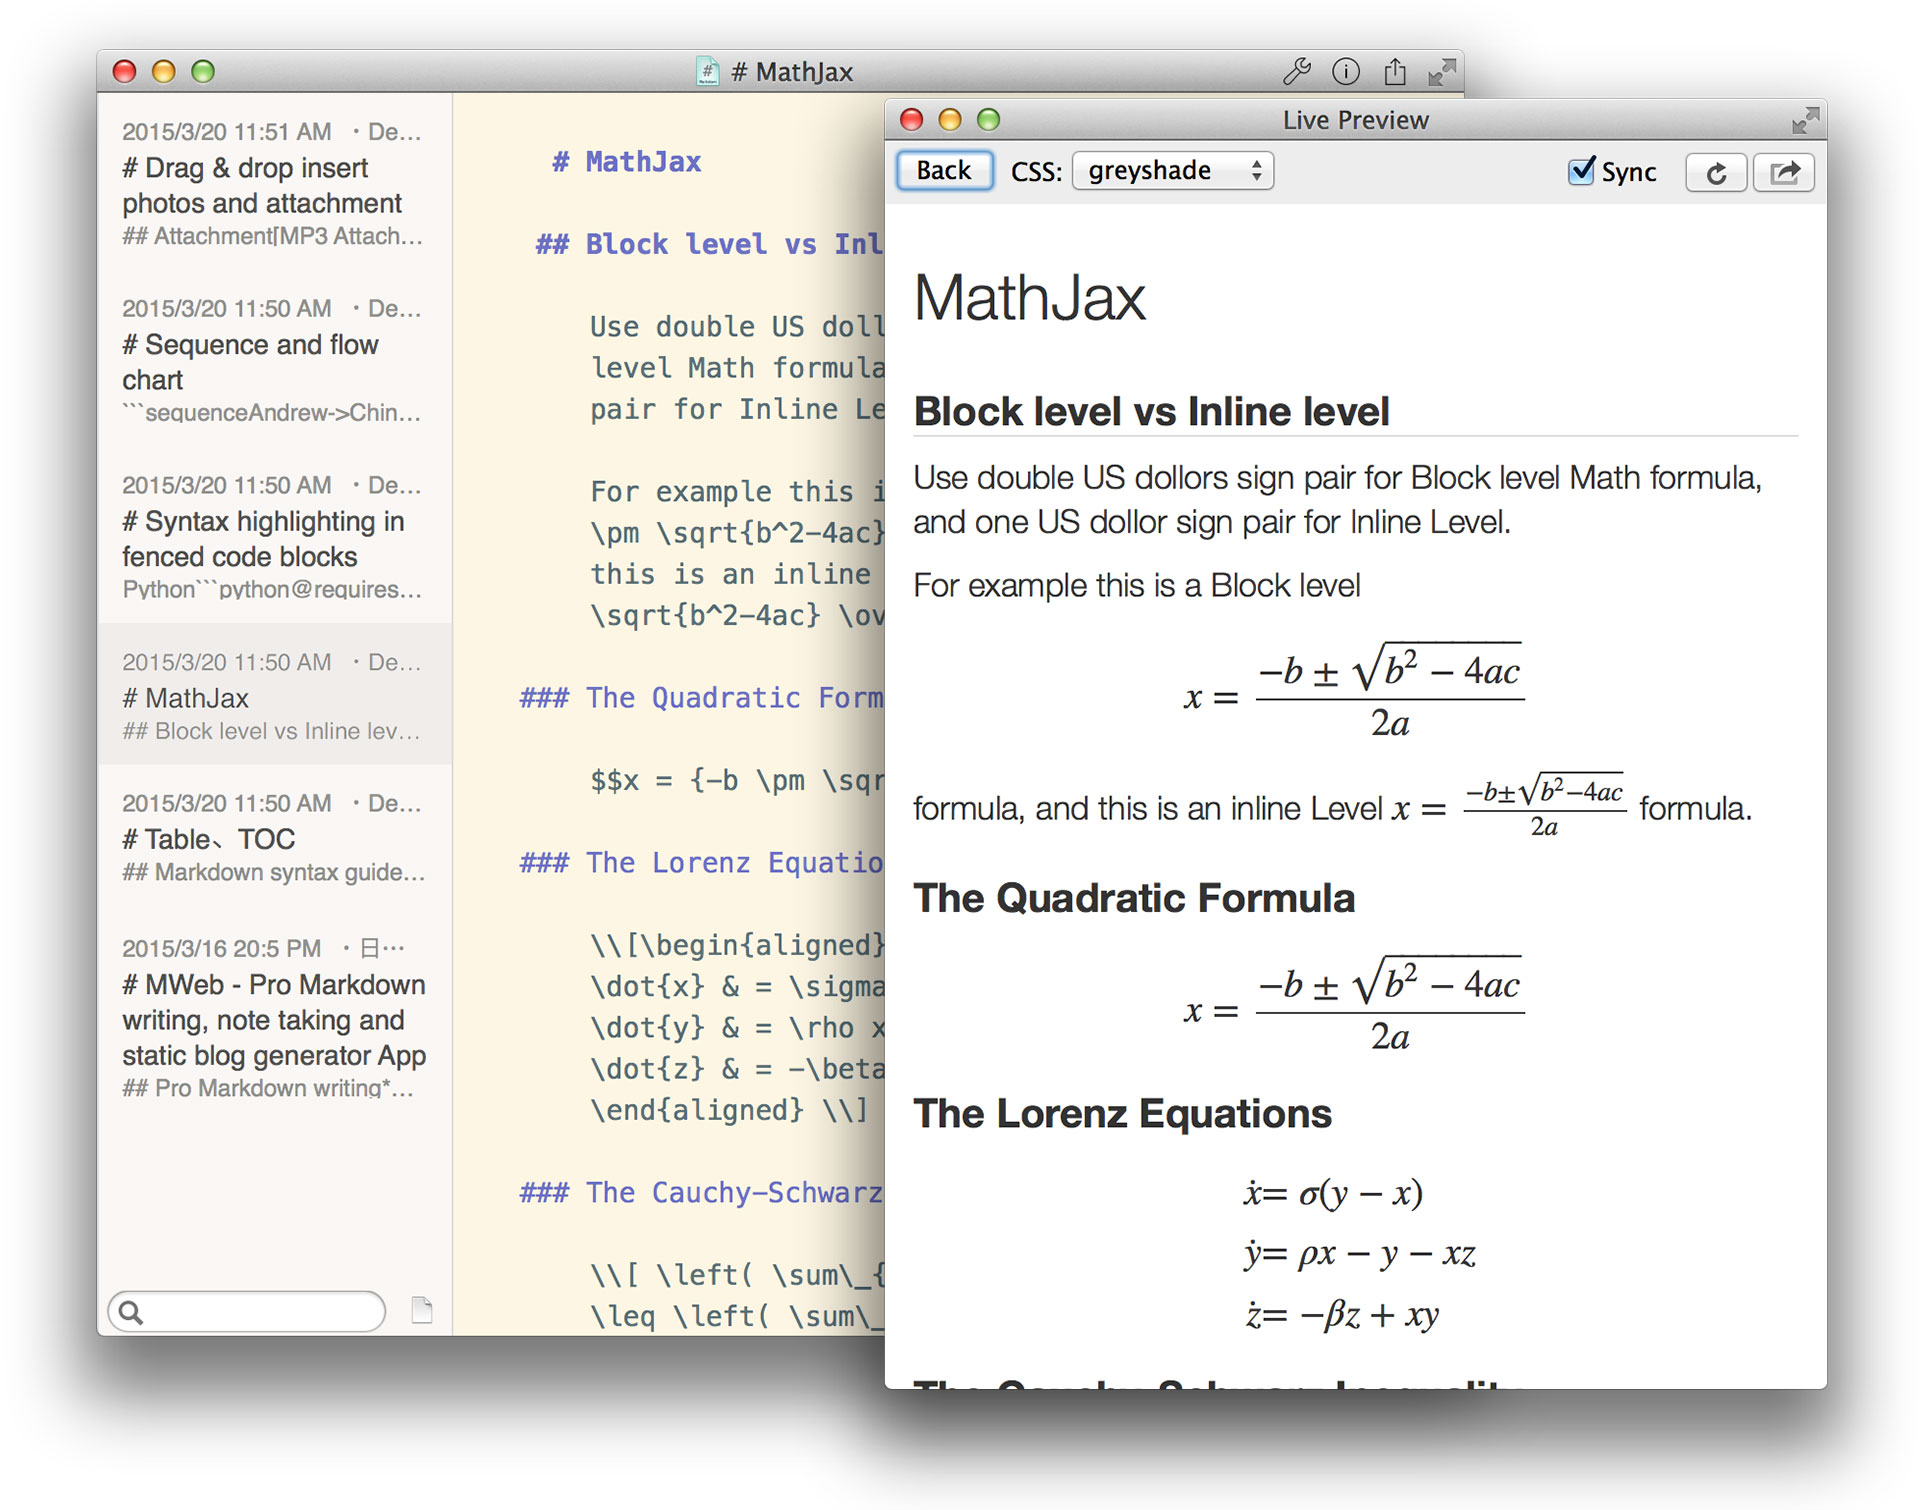 # MathJax
2015/3/20 11:51 AM ・De...
# Drag & drop insert
photos and attachment
## Attachment[MP3 Attach...
2015/3/20 11:50 AM ・De...
# Sequence and flow
chart
```sequenceAndrew->Chin...
2015/3/20 11:50 AM ・De...
# Syntax highlighting in
fenced code blocks
Python```python@requires...
2015/3/20 11:50 AM ・De...
# MathJax
## Block level vs Inline lev...
2015/3/20 11:50 AM ・De...
# Table、TOC
## Markdown syntax guide...
2015/3/16 20:5 PM ・日...
# MWeb - Pro Markdown
writing, note taking and
static blog generator App
## Pro Markdown writing*...
# MathJax
## Block level vs Inl
Use double US doll
level Math formula
pair for Inline Le
For example this i
\pm \sqrt{b^2-4ac}
this is an inline
\sqrt{b^2-4ac} \ov
### The Quadratic Form
$$x = {-b \pm \sqr
### The Lorenz Equatio
\\[\begin{aligned}
\dot{x} & = \sigma
\dot{y} & = \rho x
\dot{z} & = -\beta
\end{aligned} \\]
### The Cauchy-Schwarz
\\[ \left( \sum\_{
\leq \left( \sum\_
Live Preview
Back CSS: greyshade Sync
MathJax
Block level vs Inline level
Use double US dollors sign pair for Block level Math formula,
and one US dollor sign pair for Inline Level.
For example this is a Block level
x = \frac{-b ± \sqrt{b^2 − 4ac}}{2a}
formula, and this is an inline Level x = \frac{-b±\sqrt{b^2−4ac}}{2a} formula.
The Quadratic Formula
x = \frac{-b ± \sqrt{b^2 − 4ac}}{2a}
The Lorenz Equations
ẋ= σ(y − x)
ẏ= ρx − y − xz
ż= −βz + xy
The Cauchy-Schwarz Inequality